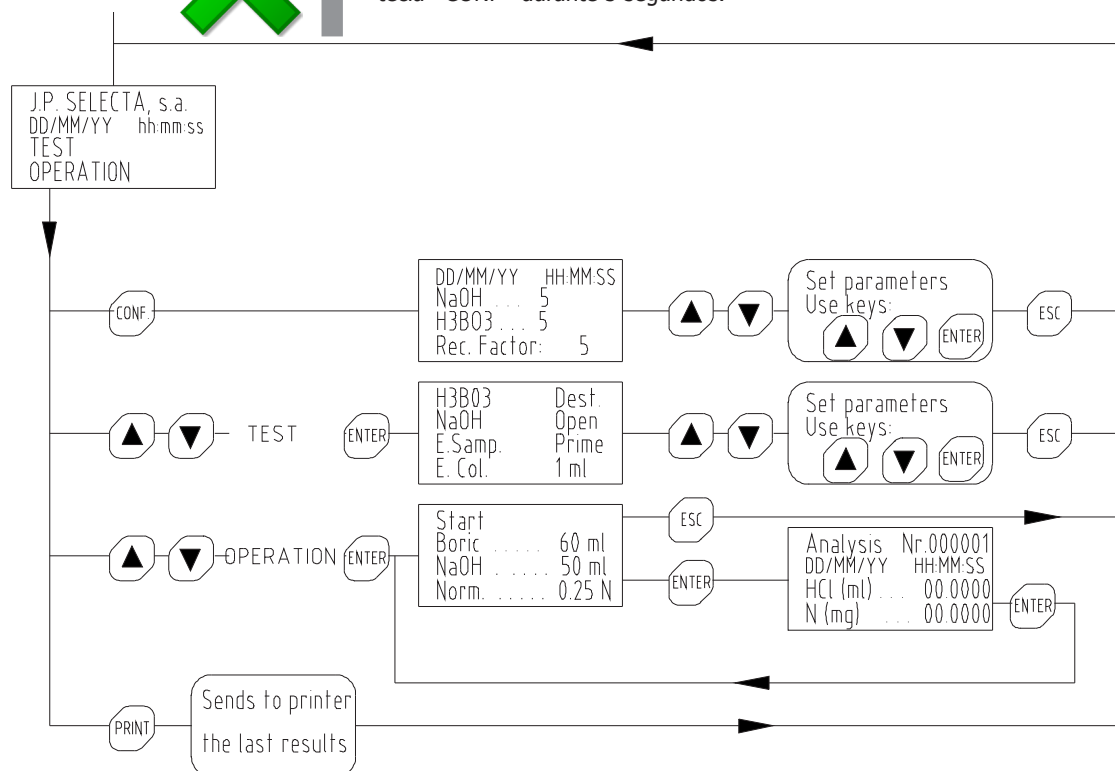 J.P. SELECTA, s.a.
DD/MM/YY hh:mm:ss
TEST
OPERATION
CONF.
DD/MM/YY HH:MM:SS
NaOH . . . 5
H3BO3 . . . 5
Rec. Factor: 5
Set parameters
Use keys:
ENTER
ESC
TEST
ENTER
H3BO3 Dest.
NaOH Open
E.Samp. Prime
E. Col. 1 ml
Set parameters
Use keys:
ENTER
ESC
OPERATION
ENTER
Start
Boric ..... 60 ml
NaOH ..... 50 ml
Norm. ..... 0.25 N
ESC
ENTER
Analysis Nr.000001
DD/MM/YY HH:MM:SS
HCl (ml) ... 00.0000
N (mg) ... 00.0000
ENTER
PRINT
Sends to printer
the last results